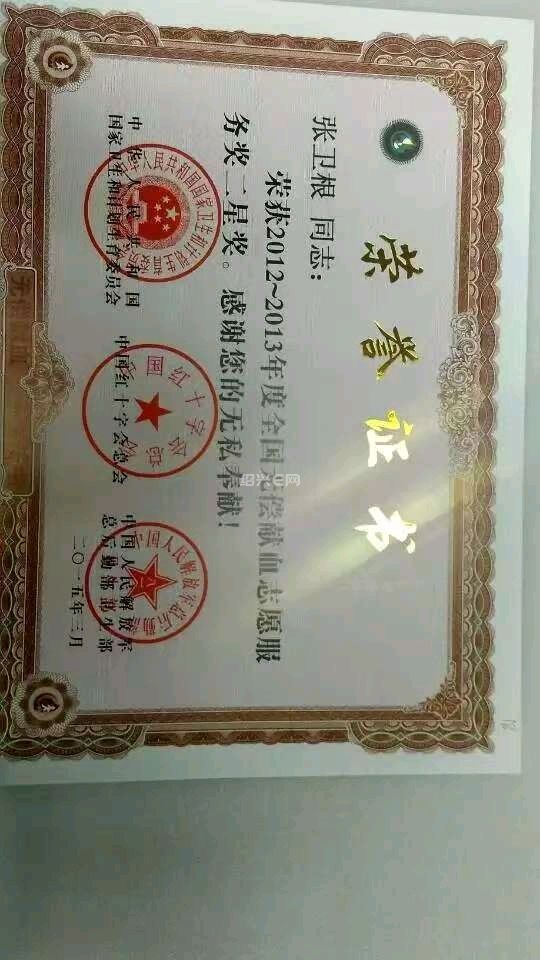 荣誉证书
张卫根 同志：
荣获2012~2013年度全国无偿献血志愿服
务奖二星奖。感谢您的无私奉献！
中华人民共和国
国家卫生和计划生育委员会
中国红十字会总会
中国人民解放军
总后勤部卫生部
二〇一五年三月
绍兴E网